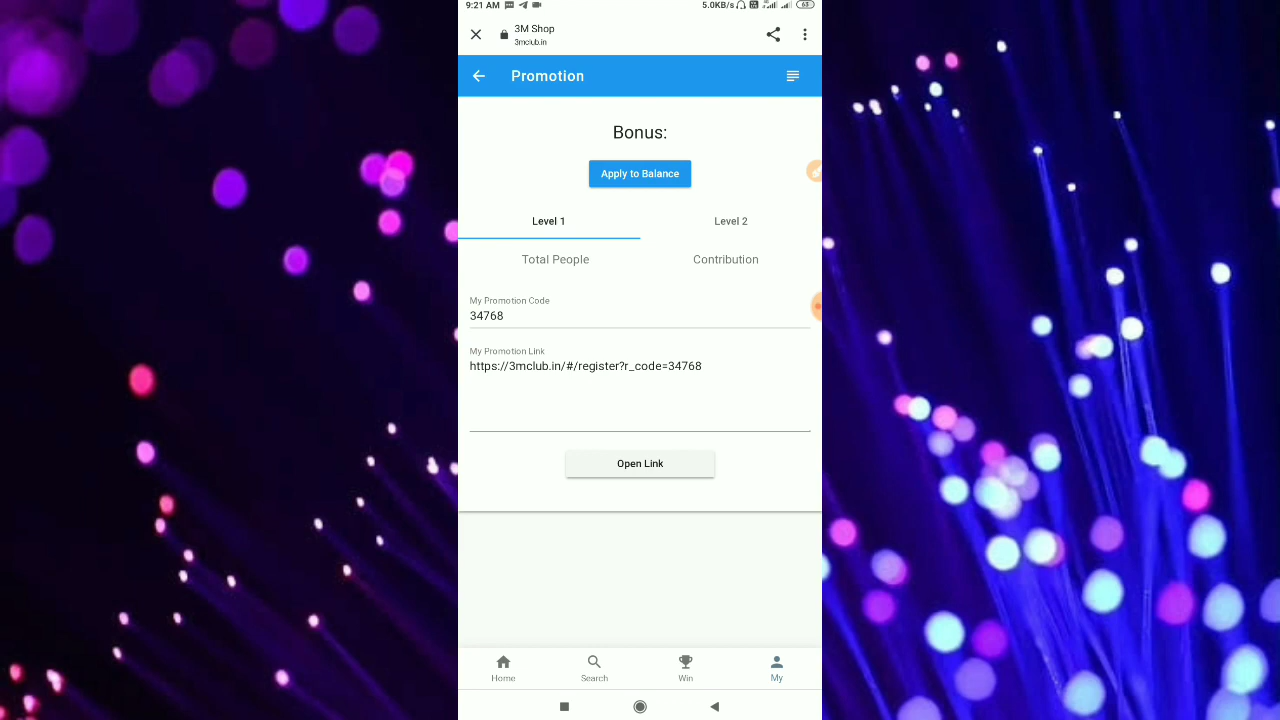 9:21 AM 5.0KB/s 63
3M Shop
3mclub.in
Promotion
Bonus:
Apply to Balance
Level 1 Level 2
Total People Contribution
My Promotion Code
34768
My Promotion Link
https://3mclub.in/#/register?r_code=34768
Open Link
Home Search Win My